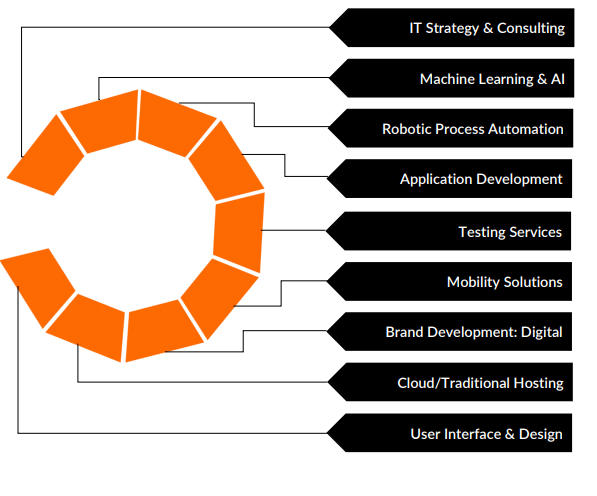 IT Strategy & Consulting
Machine Learning & AI
Robotic Process Automation
Application Development
Testing Services
Mobility Solutions
Brand Development: Digital
Cloud/Traditional Hosting
User Interface & Design